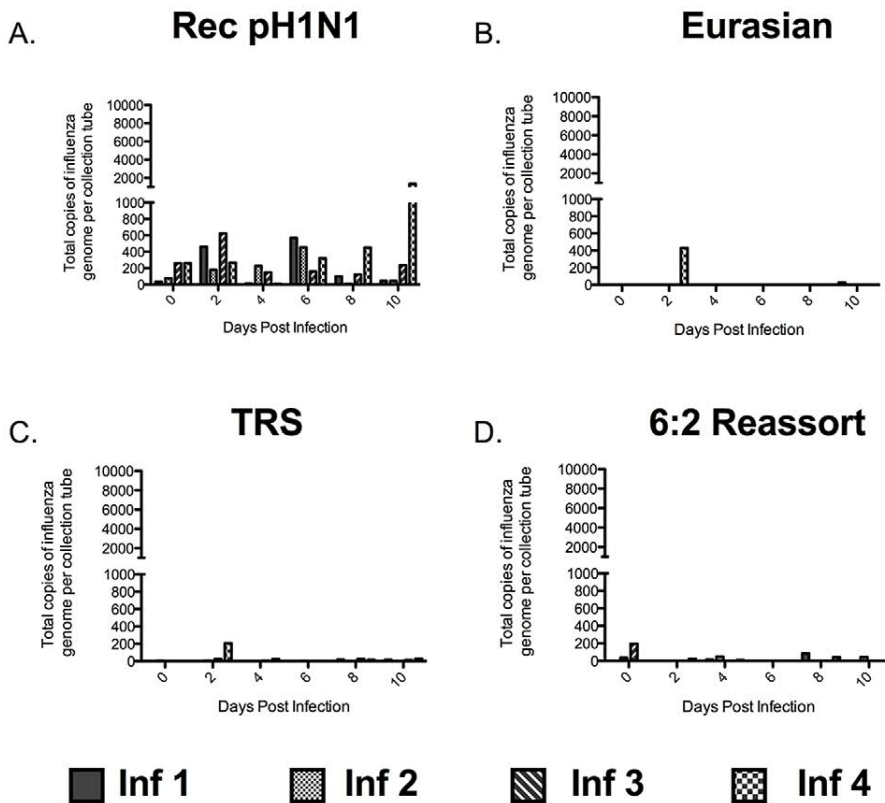 A.
Rec pH1N1
Total copies of influenza
genome per collection tube
10000
8000
6000
4000
2000
1000
800
600
400
200
0
0
2
4
6
8
10
Days Post Infection
B.
Eurasian
Total copies of influenza
genome per collection tube
10000
8000
6000
4000
2000
1000
800
600
400
200
0
0
2
4
6
8
10
Days Post Infection
C.
TRS
Total copies of influenza
genome per collection tube
10000
8000
6000
4000
2000
1000
800
600
400
200
0
0
2
4
6
8
10
Days Post Infection
D.
6:2 Reassort
Total copies of influenza
genome per collection tube
10000
8000
6000
4000
2000
1000
800
600
400
200
0
0
2
4
6
8
10
Days Post Infection
Inf 1
Inf 2
Inf 3
Inf 4